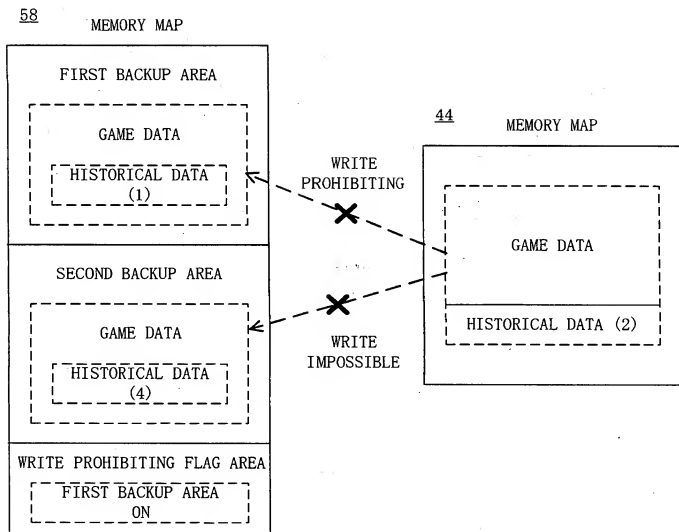 58
MEMORY MAP
FIRST BACKUP AREA
GAME DATA
HISTORICAL DATA
(1)
SECOND BACKUP AREA
GAME DATA
HISTORICAL DATA
(4)
WRITE PROHIBITING FLAG AREA
FIRST BACKUP AREA
ON
WRITE
PROHIBITING
WRITE
IMPOSSIBLE
44
MEMORY MAP
GAME DATA
HISTORICAL DATA (2)